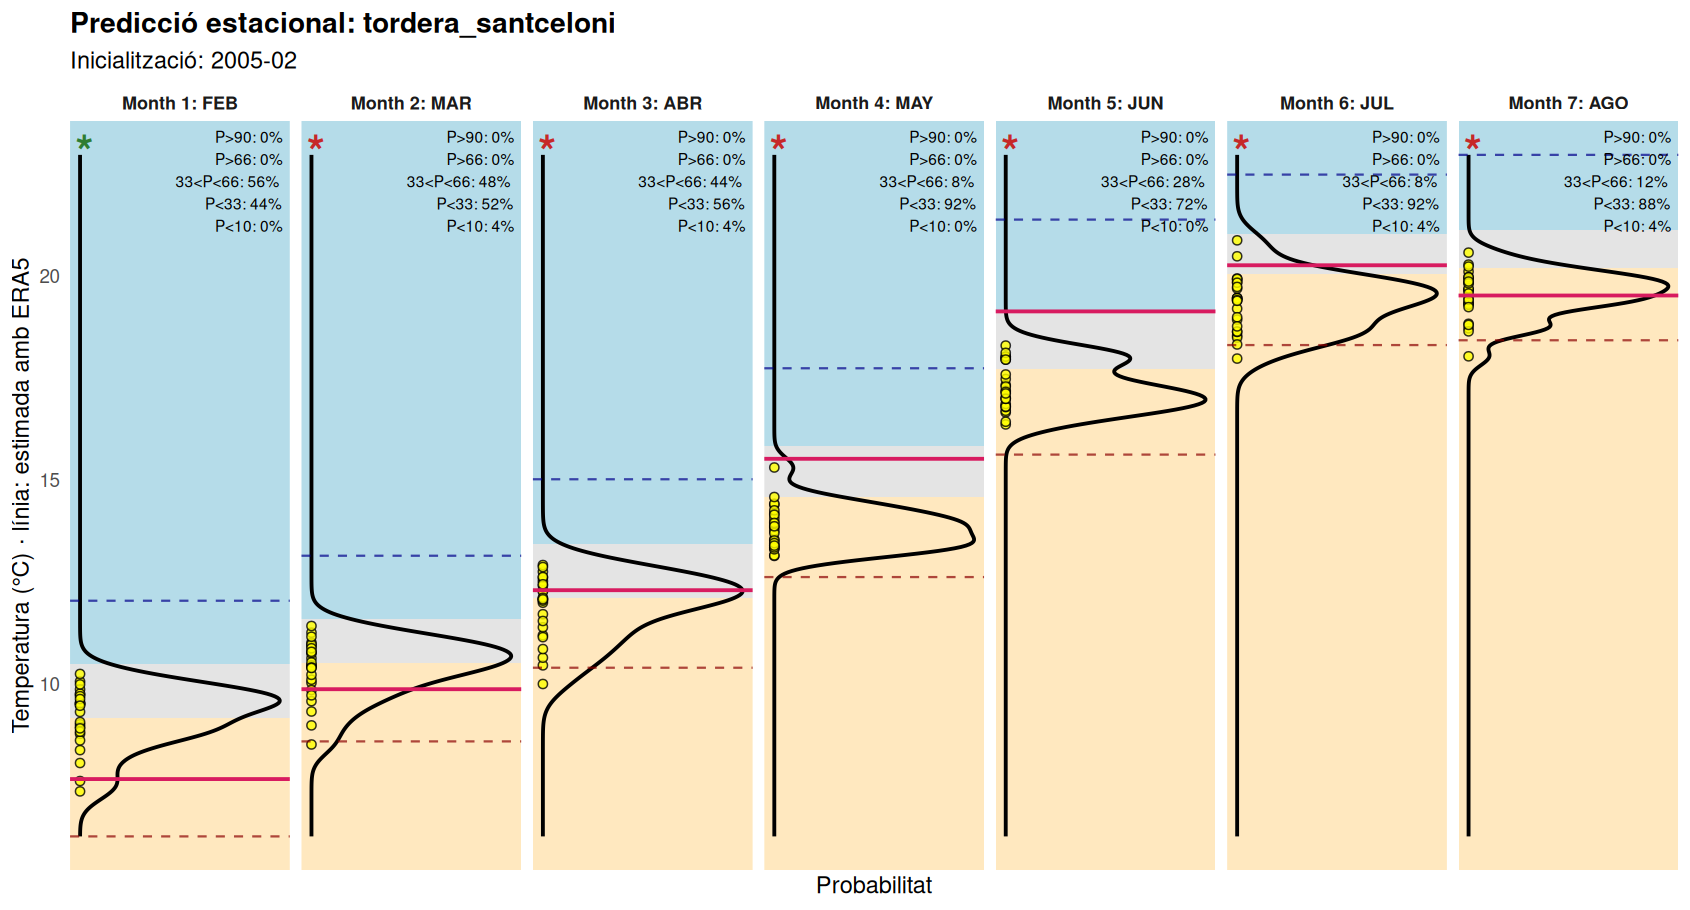 Predicció estacional: tordera_santceloni
Inicialització: 2005-02
Month 1: FEB
*
P>90: 0%
P>66: 0%
33<P<66: 56%
P<33: 44%
P<10: 0%
Month 2: MAR
*
P>90: 0%
P>66: 0%
33<P<66: 48%
P<33: 52%
P<10: 4%
Month 3: ABR
*
P>90: 0%
P>66: 0%
33<P<66: 44%
P<33: 56%
P<10: 4%
Month 4: MAY
*
P>90: 0%
P>66: 0%
33<P<66: 8%
P<33: 92%
P<10: 0%
Month 5: JUN
*
P>90: 0%
P>66: 0%
33<P<66: 28%
P<33: 72%
P<10: 0%
Month 6: JUL
*
P>90: 0%
P>66: 0%
33<P<66: 8%
P<33: 92%
P<10: 4%
Month 7: AGO
*
P>90: 0%
P>66: 0%
33<P<66: 12%
P<33: 88%
P<10: 4%
Temperatura (°C) · línia: estimada amb ERA5
20
15
10
Probabilitat